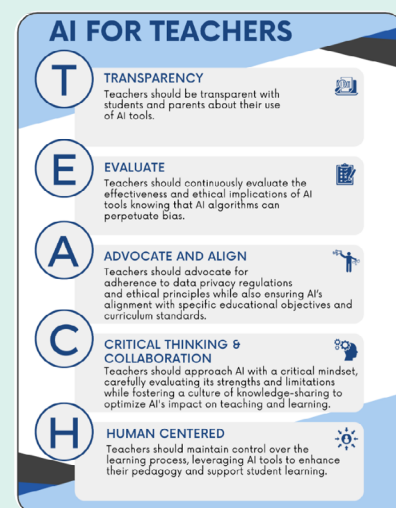 AI FOR TEACHERS
T
TRANSPARENCY
Teachers should be transparent with
students and parents about their use
of AI tools.
E
EVALUATE
Teachers should continuously evaluate the
effectiveness and ethical implications of AI
tools knowing that AI algorithms can
perpetuate bias.
A
ADVOCATE AND ALIGN
Teachers should advocate for
adherence to data privacy regulations
and ethical principles while also ensuring AI's
alignment with specific educational objectives and
curriculum standards.
C
CRITICAL THINKING &
COLLABORATION
Teachers should approach AI with a critical mindset,
carefully evaluating its strengths and limitations
while fostering a culture of knowledge-sharing to
optimize AI's impact on teaching and learning.
H
HUMAN CENTERED
Teachers should maintain control over the
learning process, leveraging AI tools to enhance
their pedagogy and support student learning.